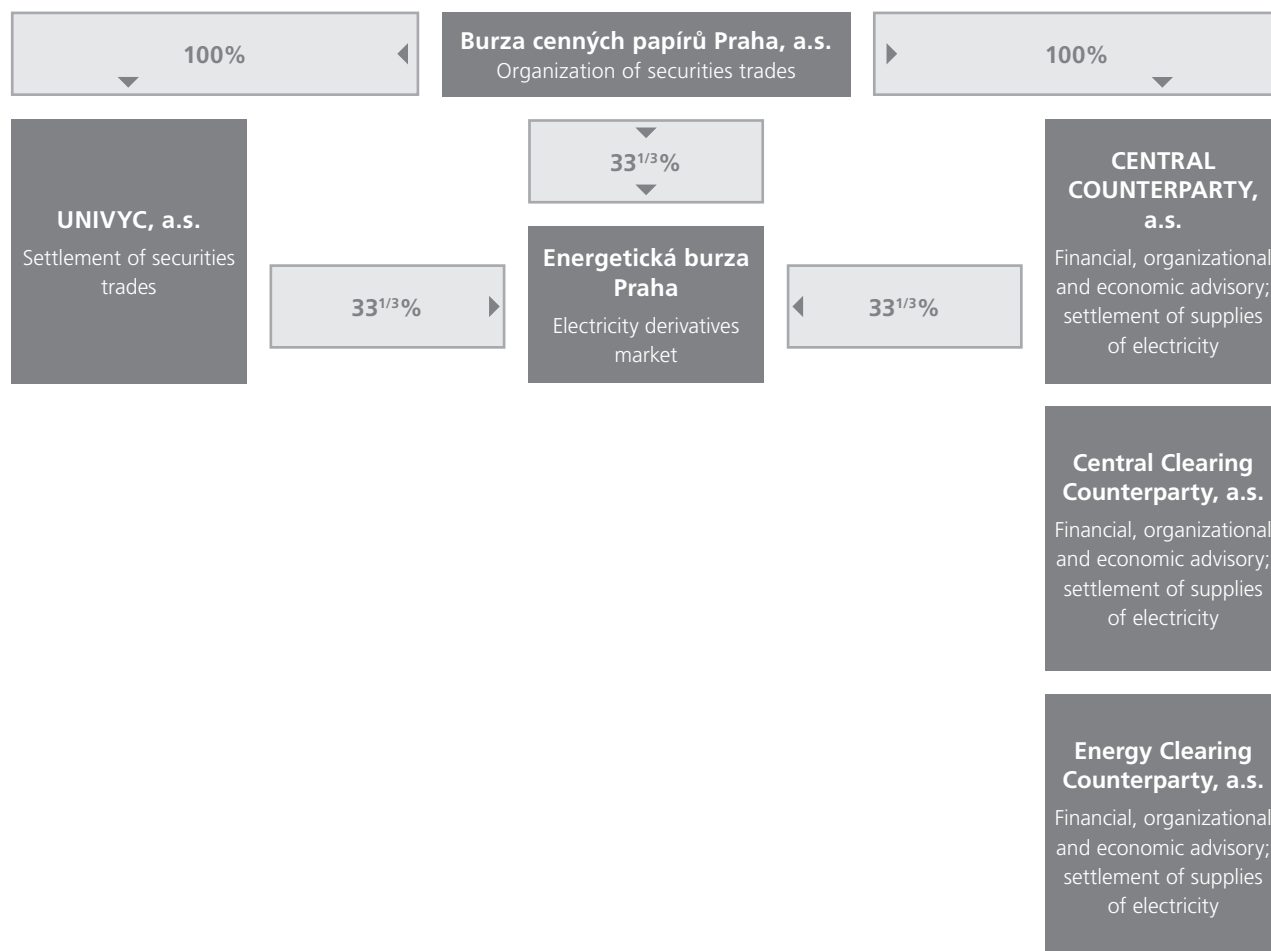 100%
Burza cenných papírů Praha, a.s.
Organization of securities trades
100%
UNIVYC, a.s.
Settlement of securities
trades
33¹/³%
33¹/³%
Energetická burza
Praha
Electricity derivatives
market
33¹/³%
CENTRAL
COUNTERPARTY,
a.s.
Financial, organizational
and economic advisory;
settlement of supplies
of electricity
Central Clearing
Counterparty, a.s.
Financial, organizational
and economic advisory;
settlement of supplies
of electricity
Energy Clearing
Counterparty, a.s.
Financial, organizational
and economic advisory;
settlement of supplies
of electricity